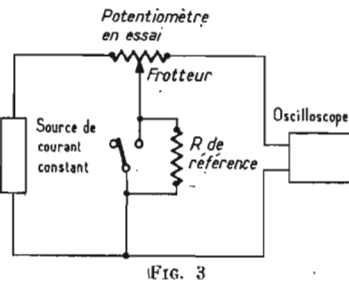 Potentiomètre
en essai
Frotteur
Oscilloscope
Source de
courant
constant
R de
référence
FIG. 3